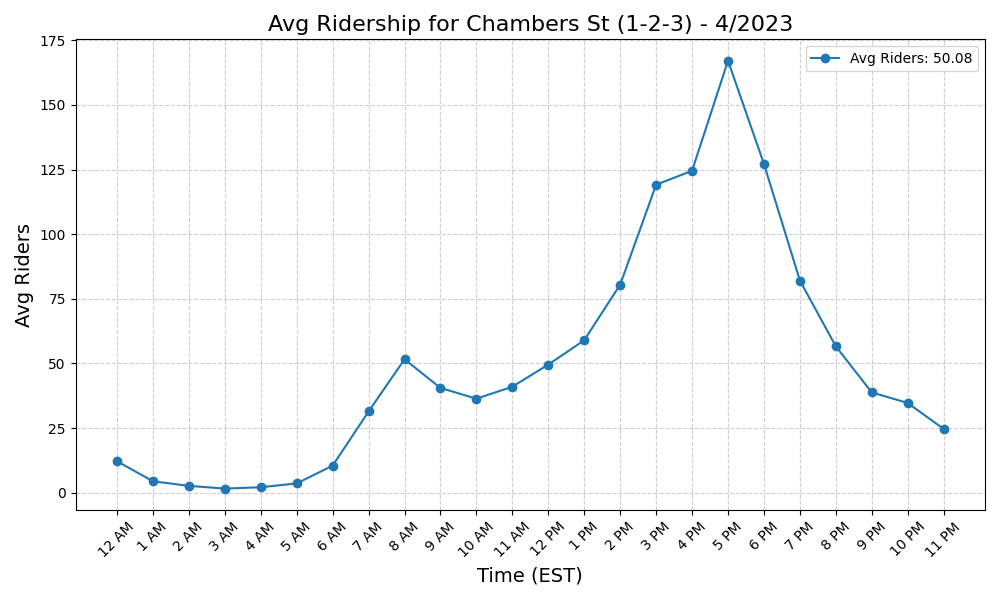 Avg Ridership for Chambers St (1-2-3) - 4/2023
Avg Riders: 50.08
Avg Riders
175
150
125
100
75
50
25
0
12 AM
1 AM
2 AM
3 AM
4 AM
5 AM
6 AM
7 AM
8 AM
9 AM
10 AM
11 AM
12 PM
1 PM
2 PM
3 PM
4 PM
5 PM
6 PM
7 PM
8 PM
9 PM
10 PM
11 PM
Time (EST)